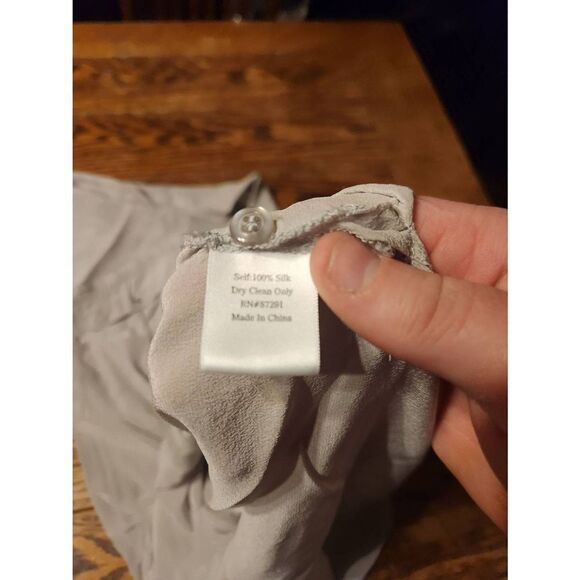 Self:100% Silk
Dry Clean Only
RN#57291
Made In China